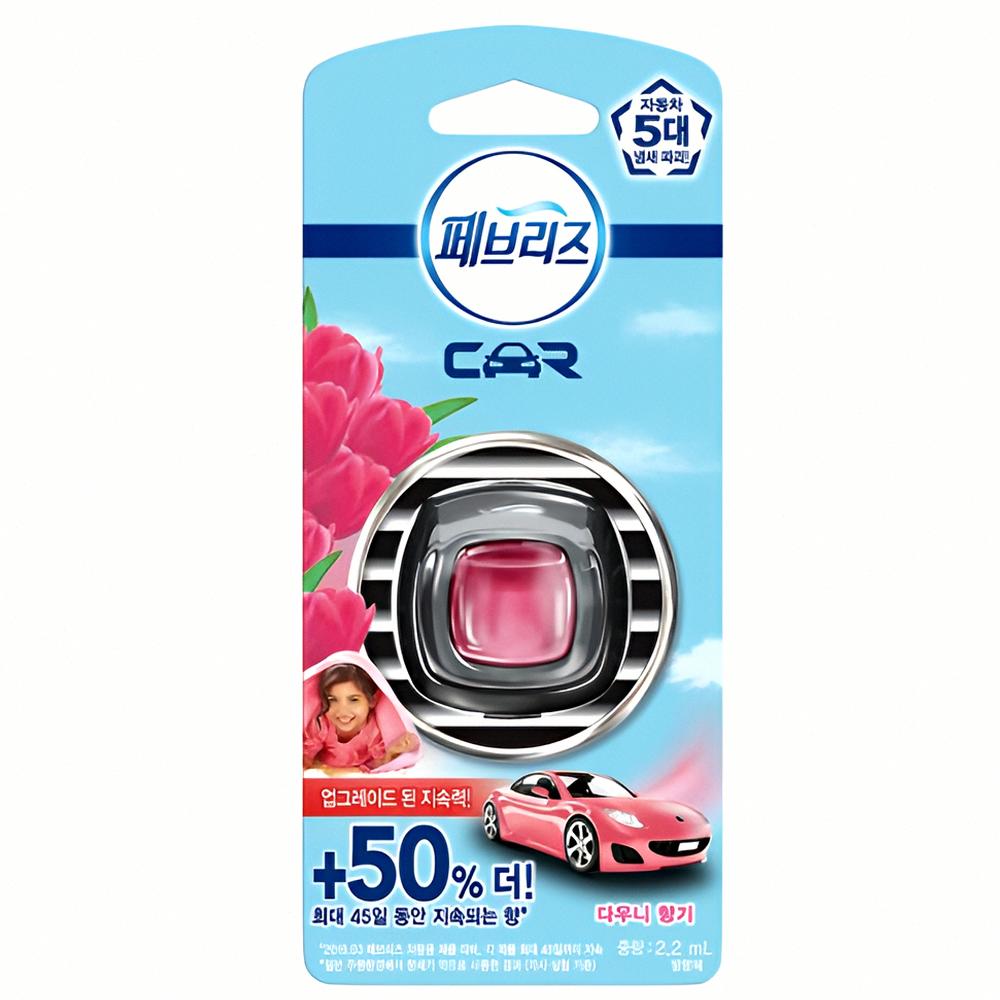 자동차
5대
냄새 타파!
페브리즈
CAR
업그레이드 된 지속력!
+50% 더!
최대 45일 동안 지속되는 향*
다우니 향기
중량 : 2.2 mL